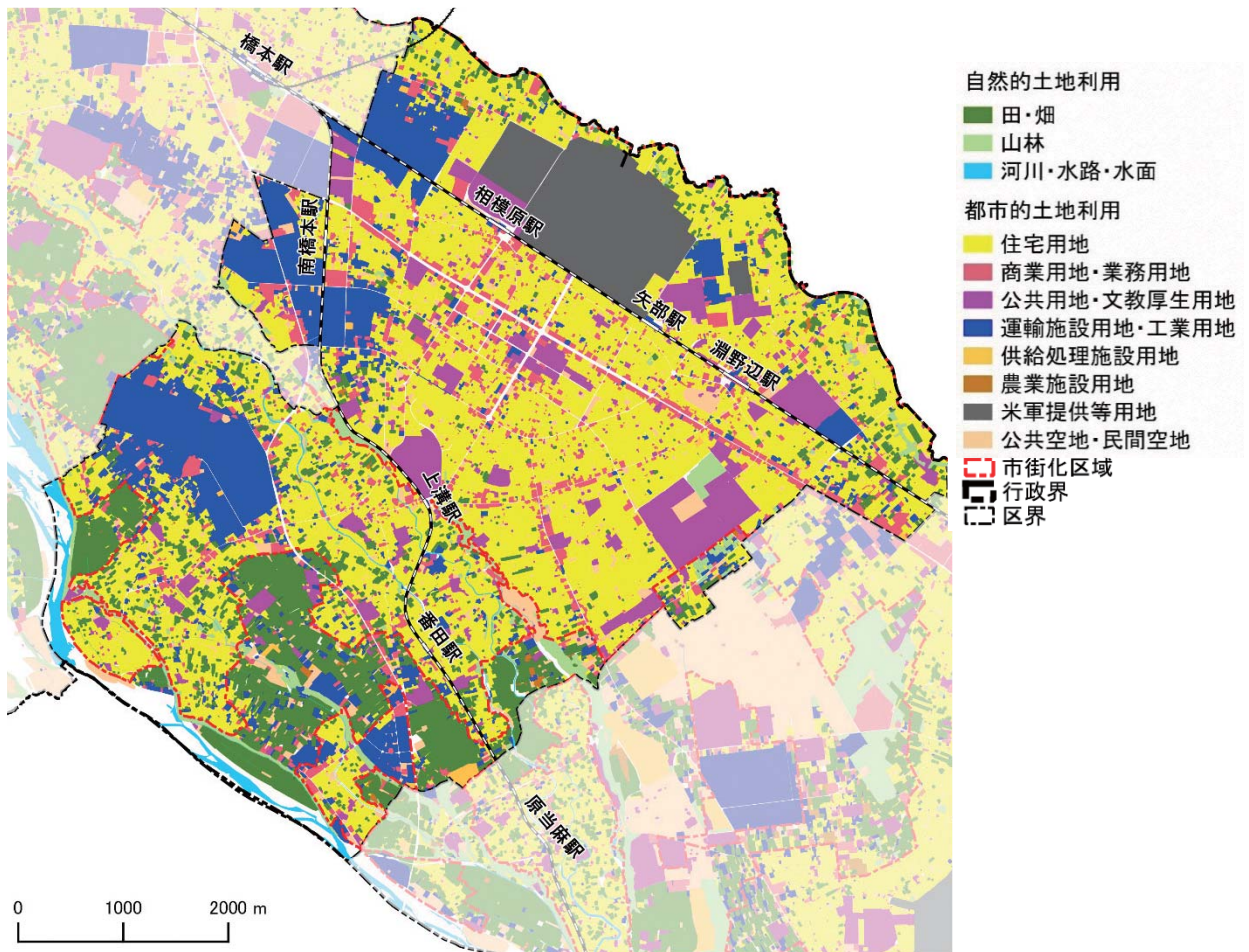 橋本駅
相模原駅
南橋本駅
矢部駅
淵野辺駅
上溝駅
番田駅
原当麻駅
0 1000 2000 m
自然的土地利用
田・畑
山林
河川・水路・水面
都市的土地利用
住宅用地
商業用地・業務用地
公共用地・文教厚生用地
運輸施設用地・工業用地
供給処理施設用地
農業施設用地
米軍提供等用地
公共空地・民間空地
市街化区域
行政界
区界